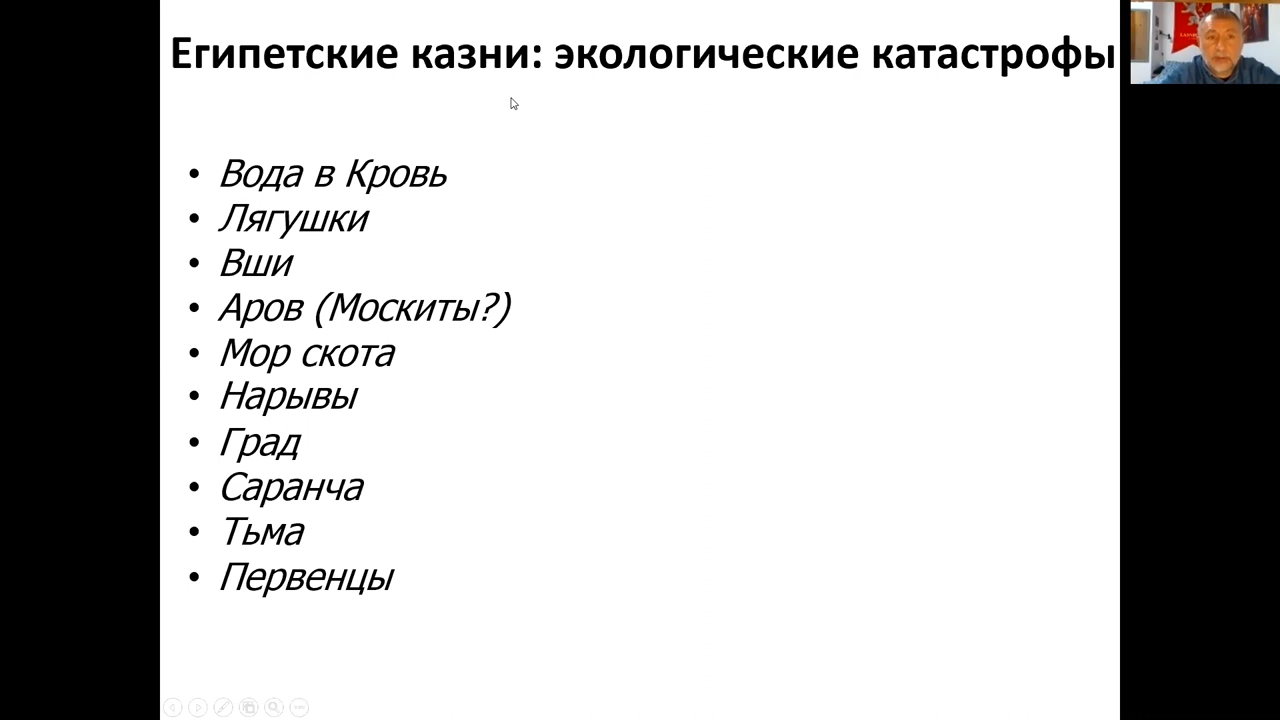 Египетские казни: экологические катастрофы
• Вода в Кровь
• Лягушки
• Вши
• Аров (Москиты?)
• Мор скота
• Нарывы
• Град
• Саранча
• Тьма
• Первенцы